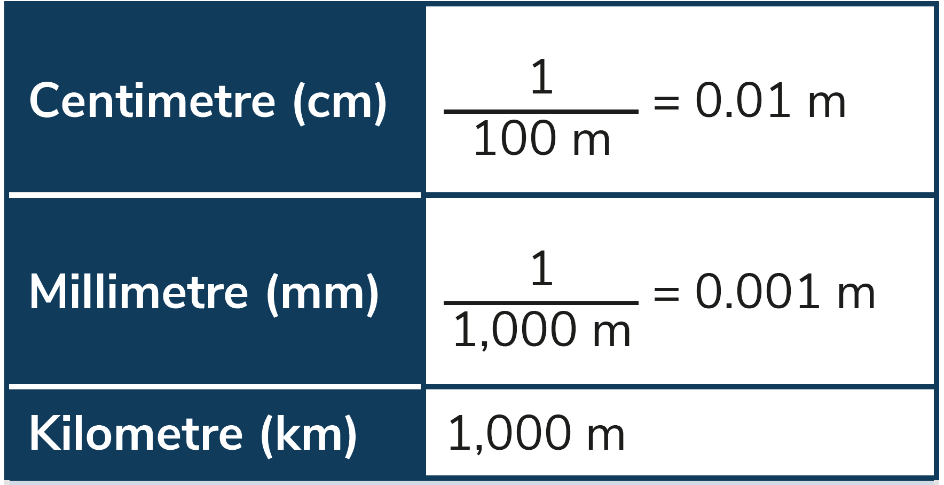 Centimetre (cm)
1
100 m
= 0.01 m
Millimetre (mm)
1
1,000 m
= 0.001 m
Kilometre (km)
1,000 m